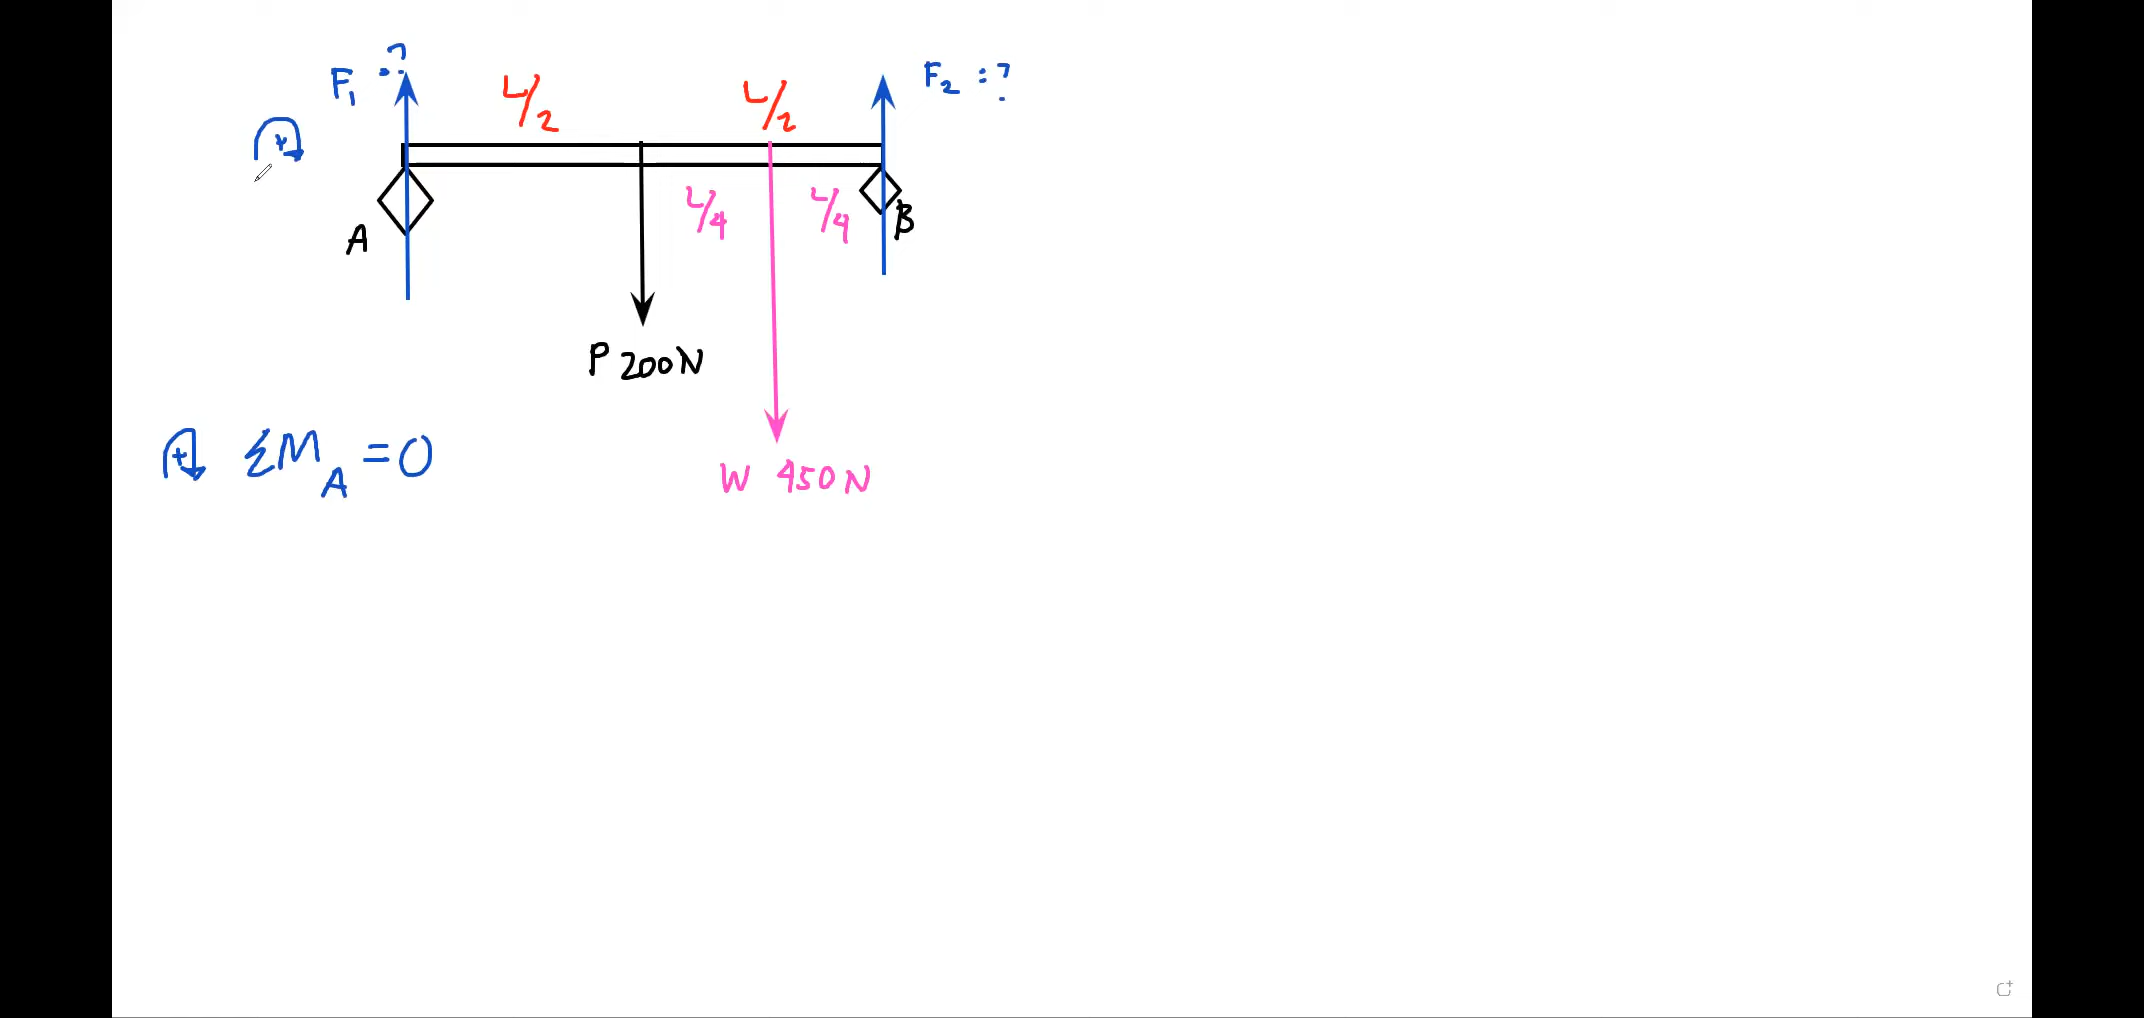 F₁ =?
L/2
L/2
F₂ =?
+
L/4
L/4
A
B
P 200N
+ ΣM_A = 0
W 450N